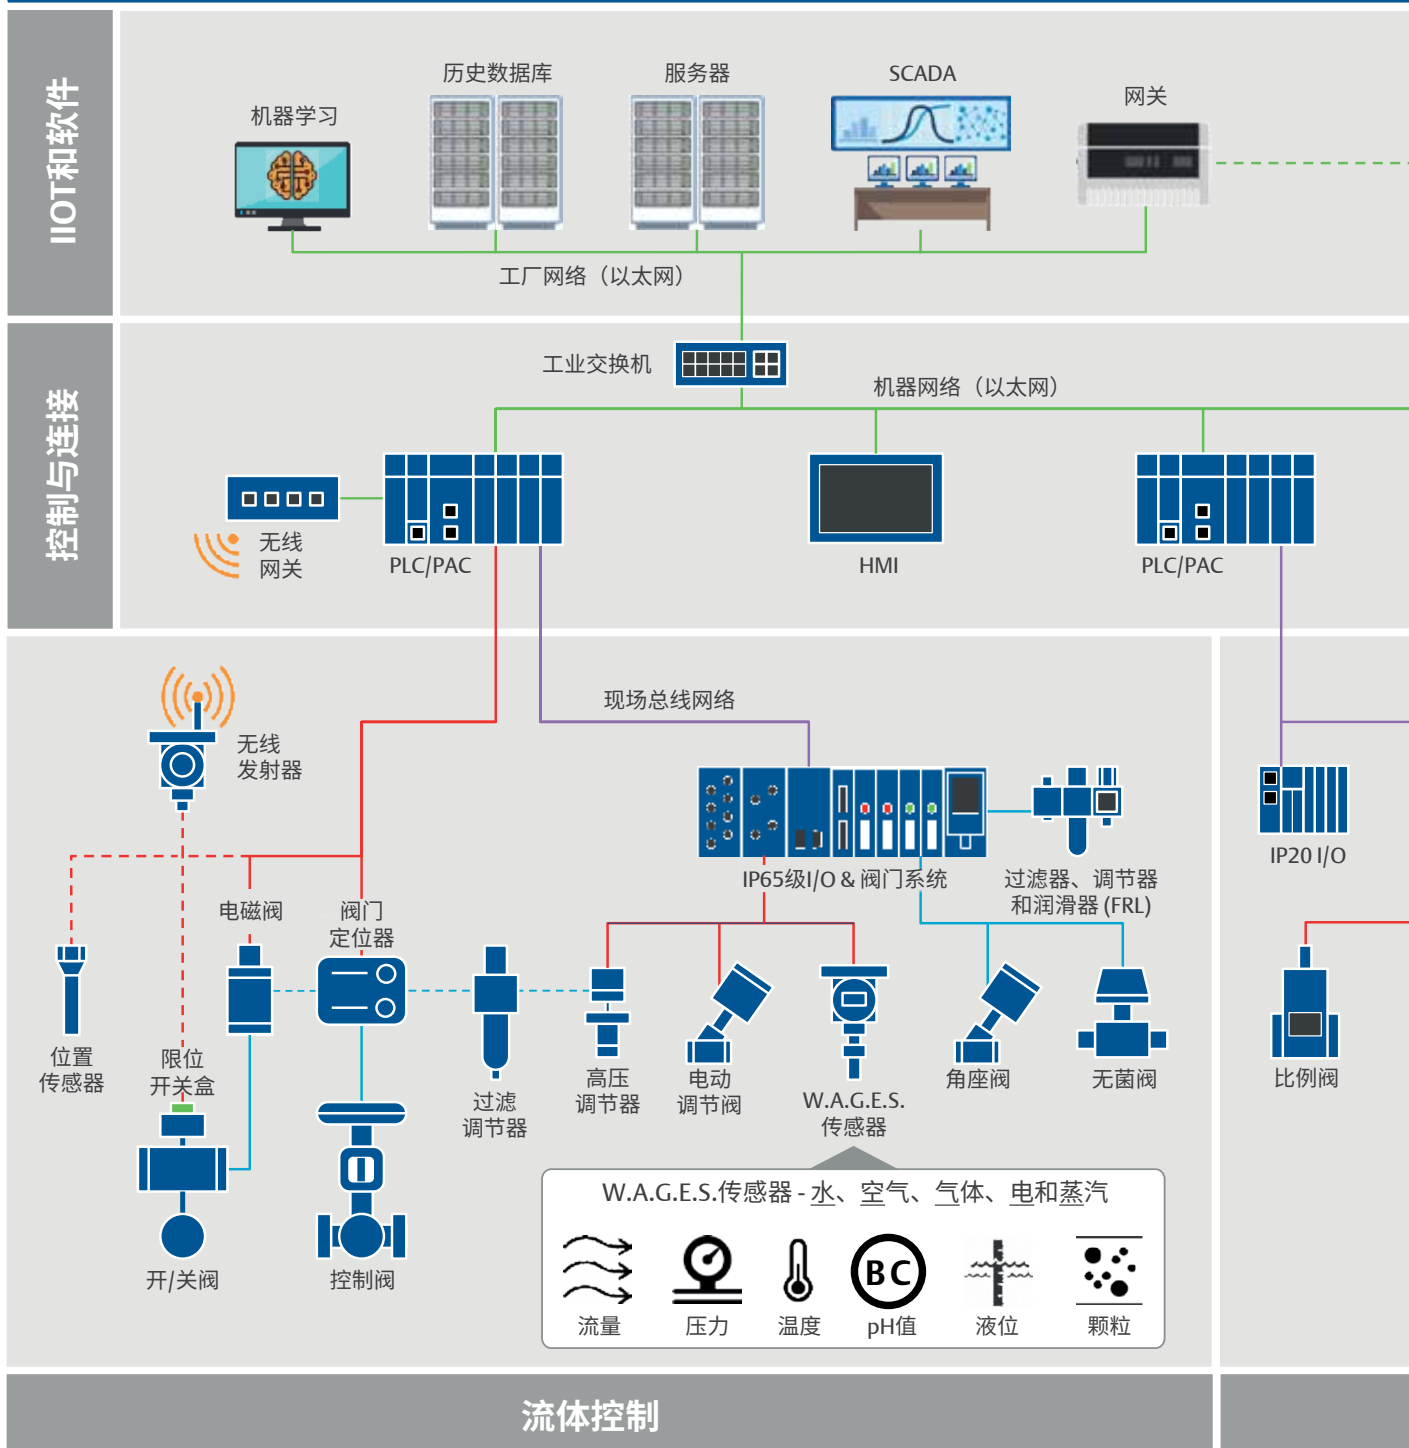 IIOT和软件
历史数据库
服务器
SCADA
网关
机器学习
工厂网络（以太网）
控制与连接
工业交换机
机器网络（以太网）
无线
网关
PLC/PAC
HMI
PLC/PAC
现场总线网络
无线
发射器
IP65级I/O & 阀门系统
过滤器、调节器
和润滑器 (FRL)
IP20 I/O
电磁阀
阀门
定位器
位置
传感器
限位
开关盒
过滤
调节器
高压
调节器
电动
调节阀
W.A.G.E.S.
传感器
角座阀
无菌阀
比例阀
开/关阀
控制阀
W.A.G.E.S.传感器 - 水、空气、气体、电和蒸汽
BC
流量
压力
温度
pH值
液位
颗粒
流体控制